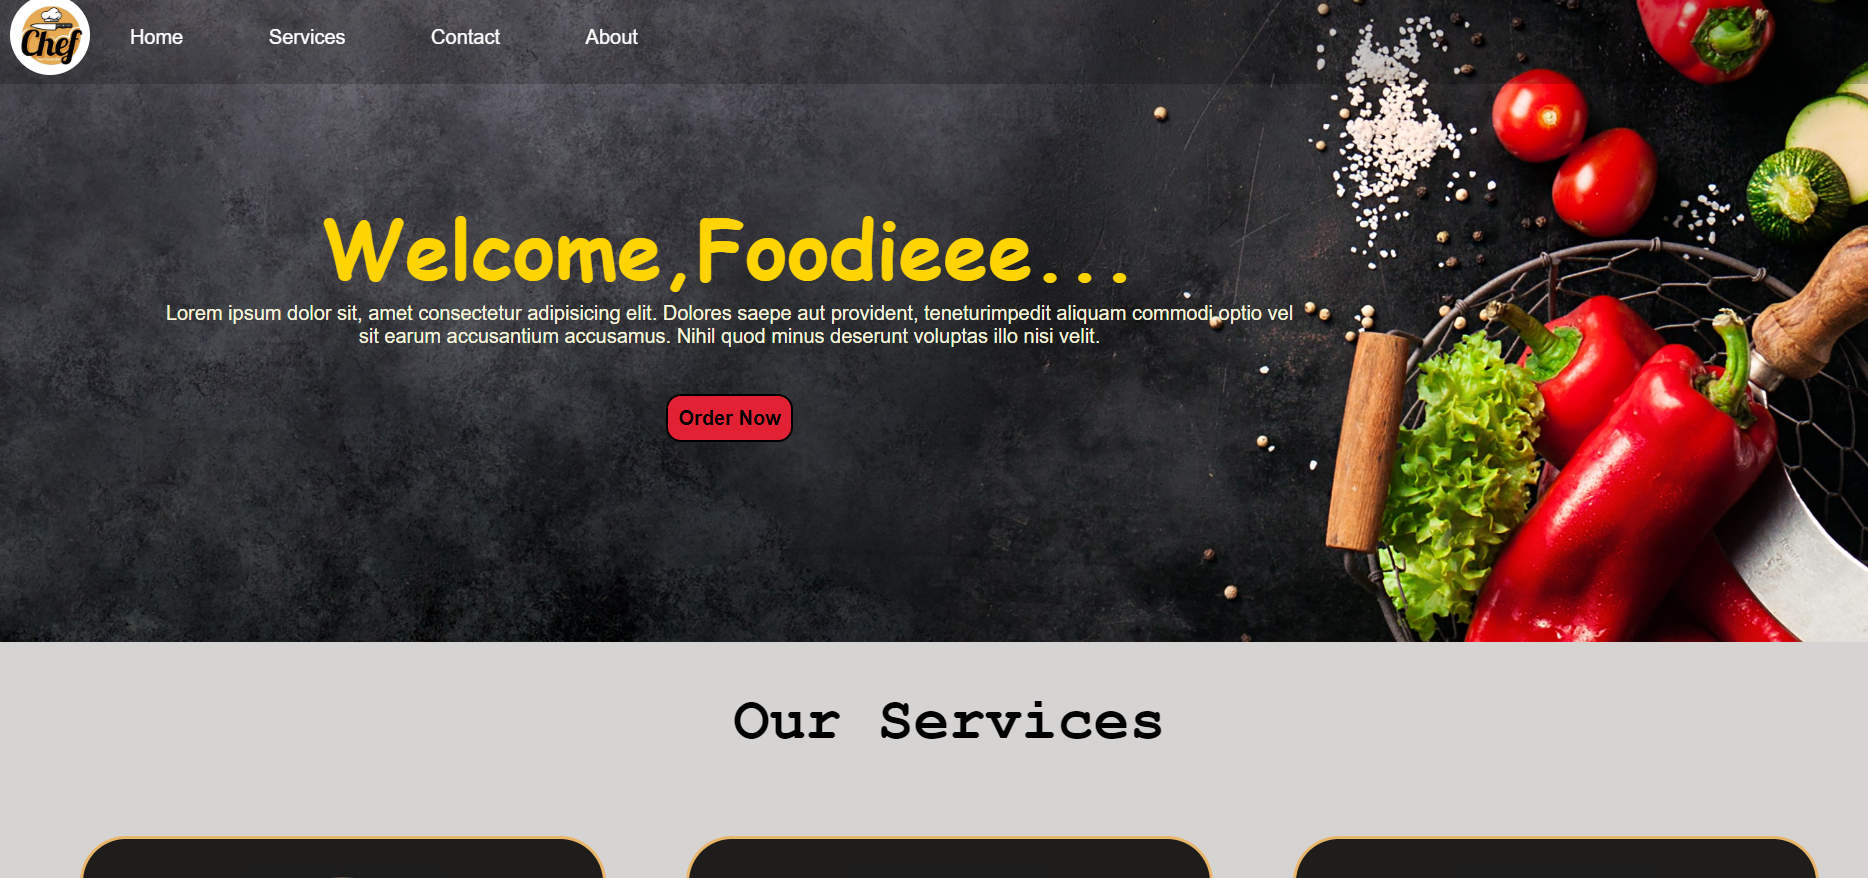 Chef
Home
Services
Contact
About
Welcome,Foodieee...
Lorem ipsum dolor sit, amet consectetur adipisicing elit. Dolores saepe aut provident, teneturimpedit aliquam commodi optio vel
sit earum accusantium accusamus. Nihil quod minus deserunt voluptas illo nisi velit.
Order Now
Our Services